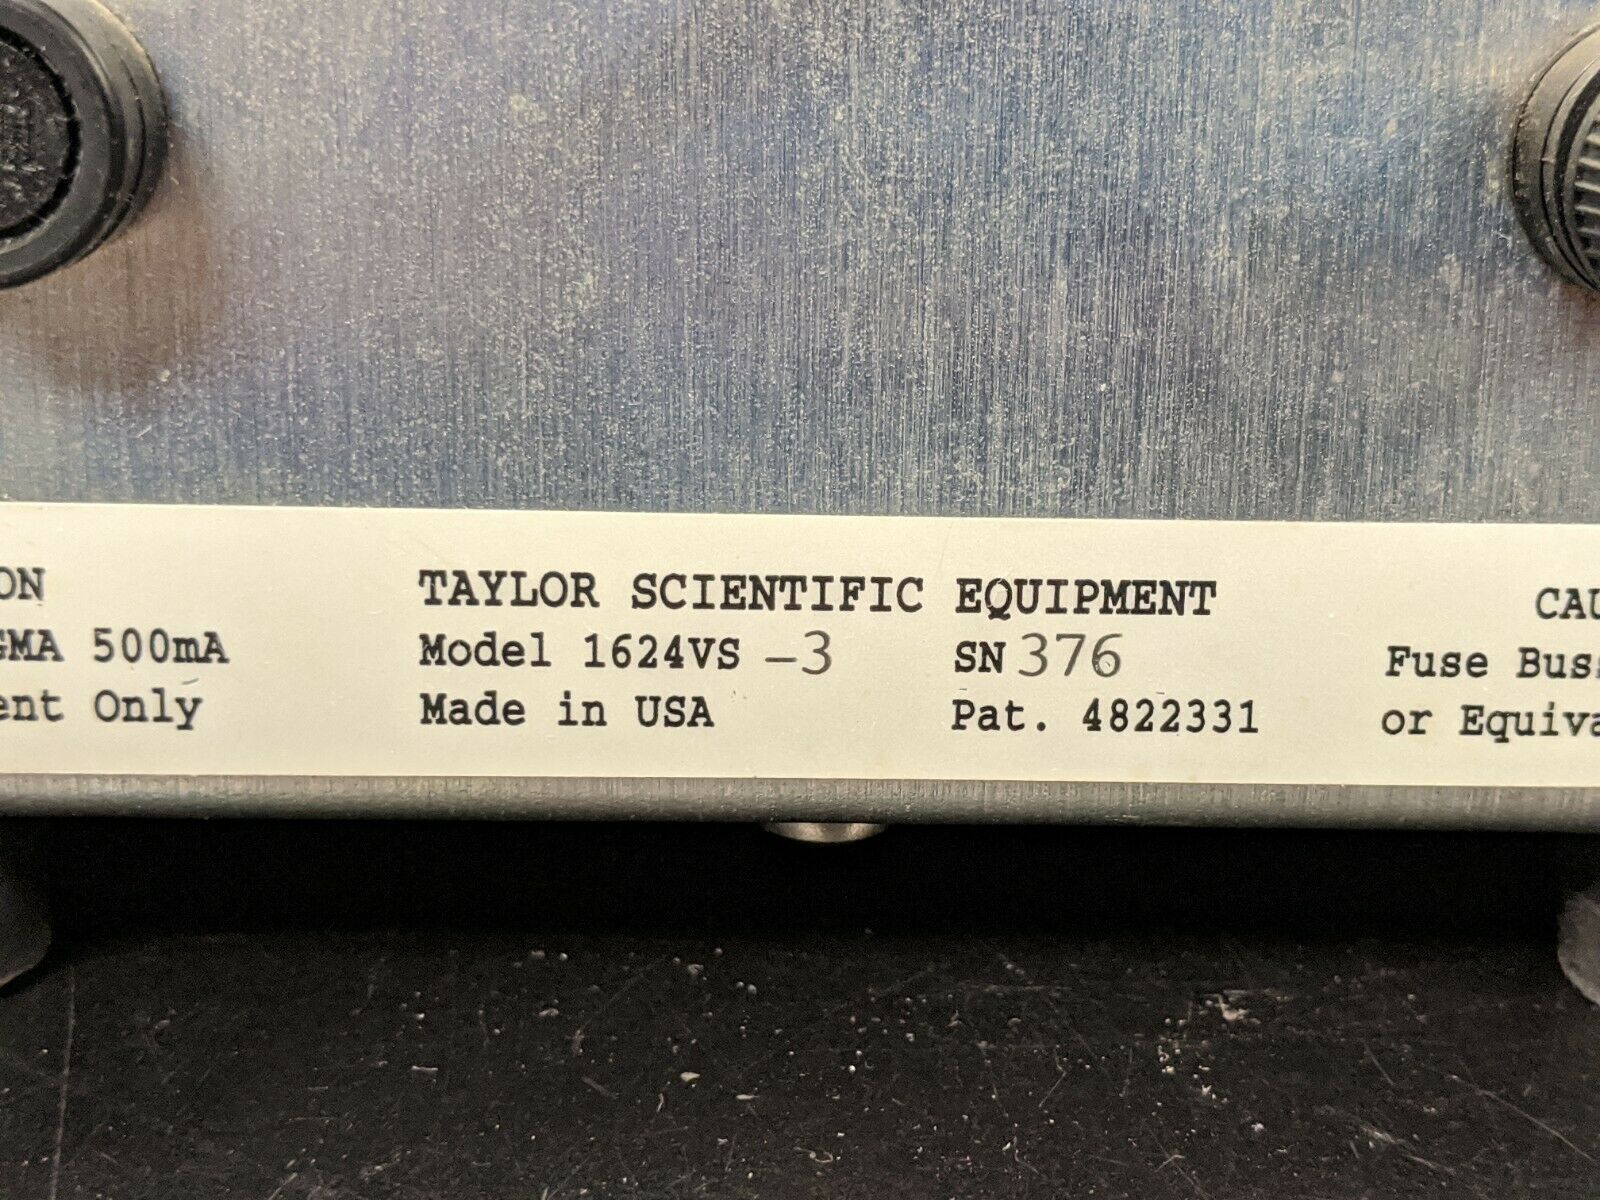 ON
GMA 500mA
ent Only
TAYLOR SCIENTIFIC EQUIPMENT
Model 1624VS -3 SN 376
Made in USA Pat. 4822331
CAU
Fuse Bus
or Equiva